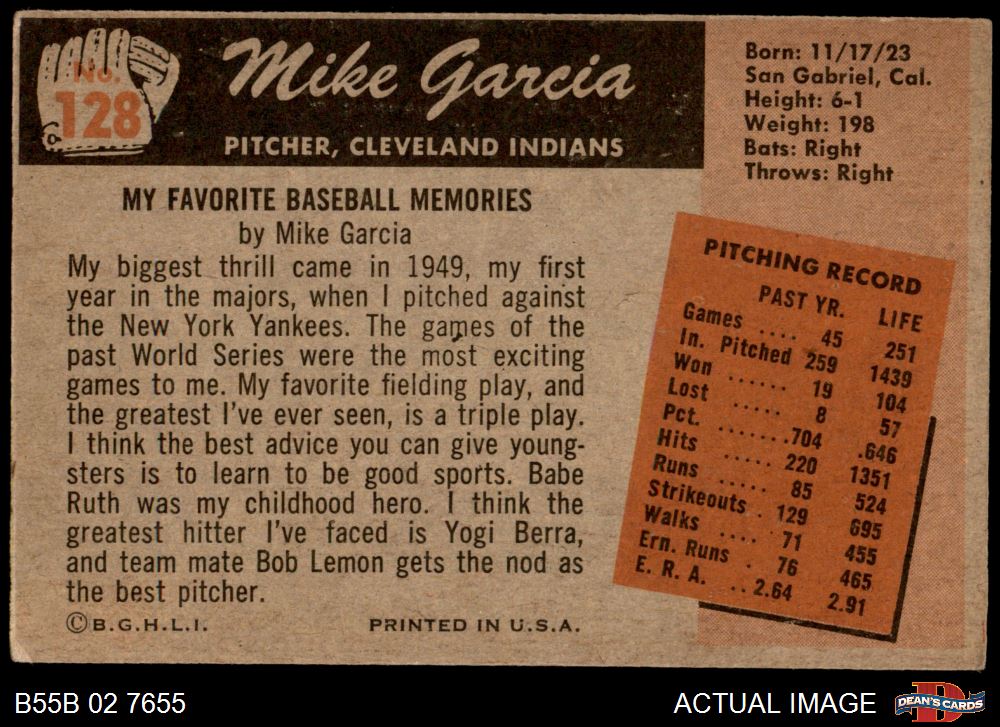 No.
128
Mike Garcia
PITCHER, CLEVELAND INDIANS
Born: 11/17/23
San Gabriel, Cal.
Height: 6-1
Weight: 198
Bats: Right
Throws: Right
MY FAVORITE BASEBALL MEMORIES
by Mike Garcia
My biggest thrill came in 1949, my first
year in the majors, when I pitched against
the New York Yankees. The games of the
past World Series were the most exciting
games to me. My favorite fielding play, and
the greatest I've ever seen, is a triple play.
I think the best advice you can give young-
sters is to learn to be good sports. Babe
Ruth was my childhood hero. I think the
greatest hitter I've faced is Yogi Berra,
and team mate Bob Lemon gets the nod as
the best pitcher.
©B.G.H.L.I. PRINTED IN U.S.A.
PITCHING RECORD
PAST YR. LIFE
Games .... 45 251
In. Pitched 259 1439
Won ...... 19 104
Lost ..... 8 57
Pct. .......704 .646
Hits ..... 220 1351
Runs ..... 85 524
Strikeouts . 129 695
Walks .... 71 455
Ern. Runs . 76 465
E. R. A. .. 2.64 2.91
B55B 02 7655
ACTUAL IMAGE
D
DEAN'S CARDS